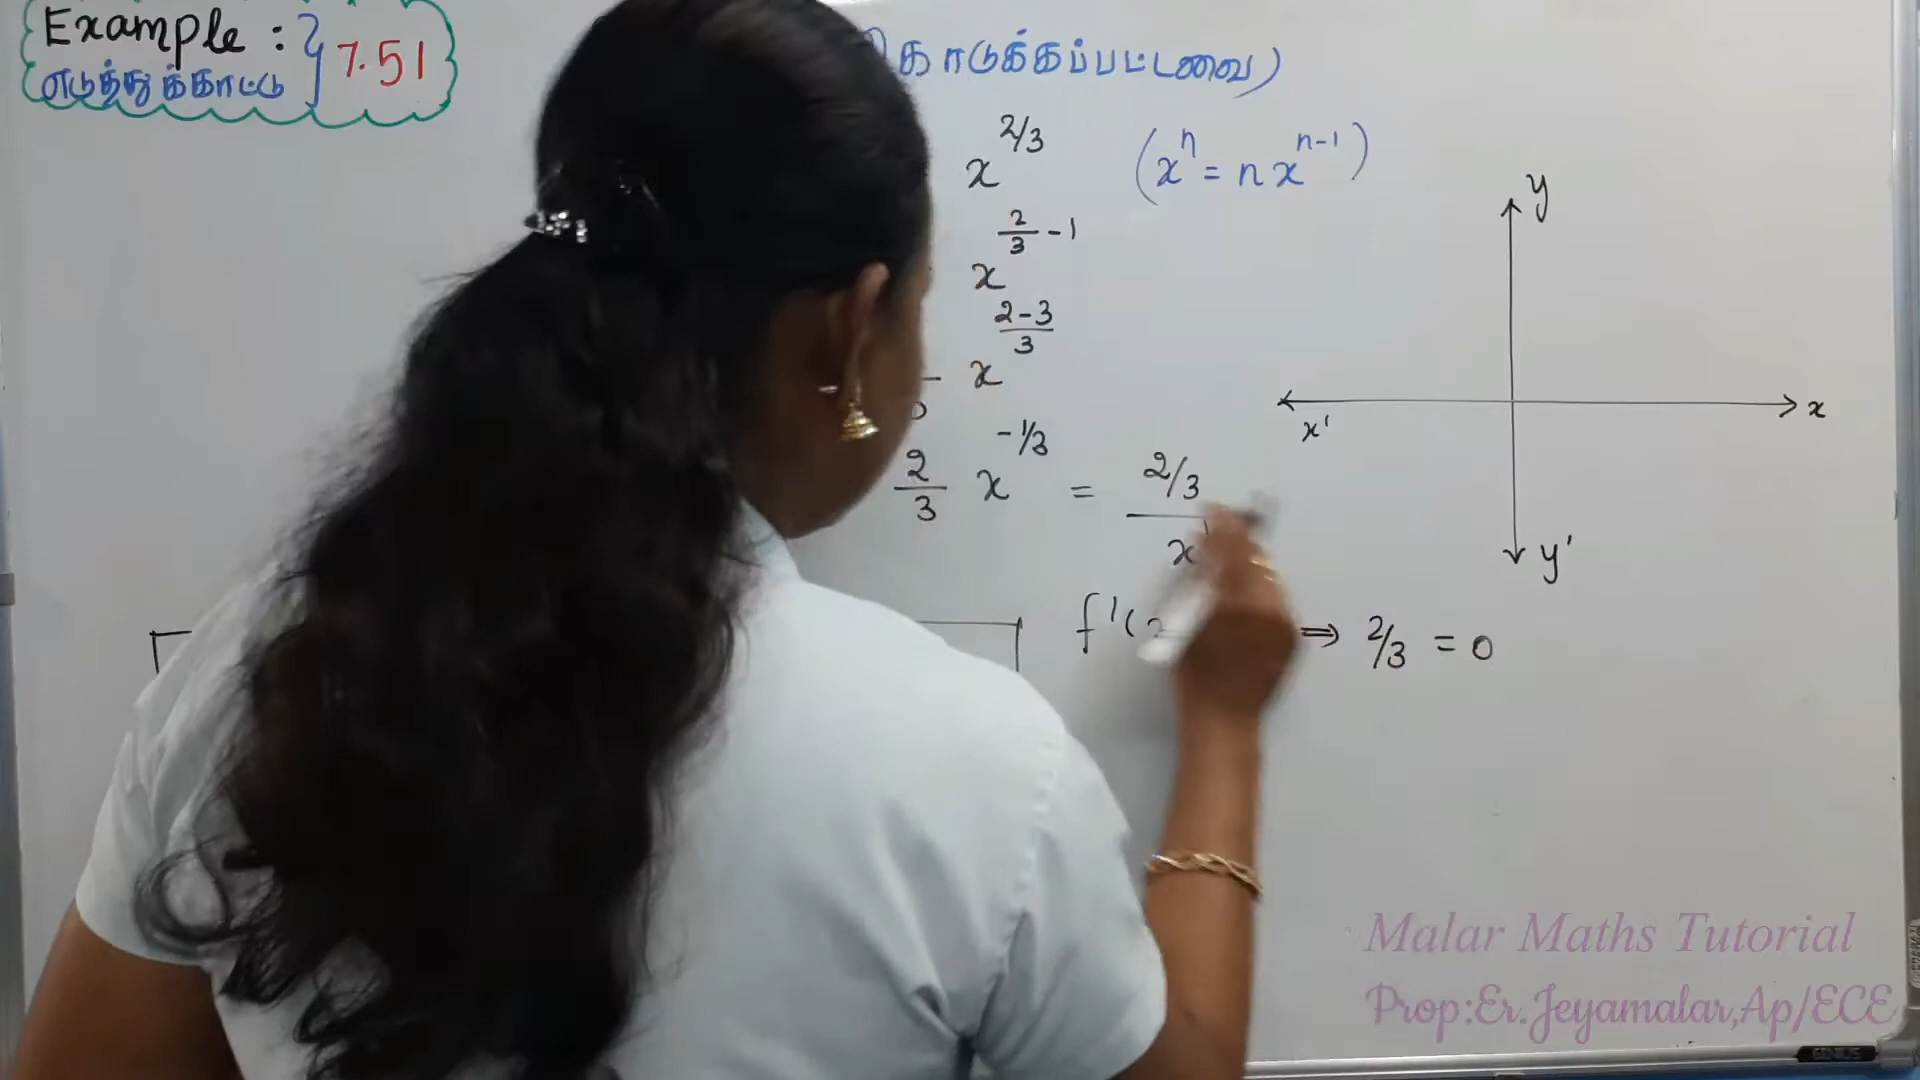 Example :
எடுத்துக்காட்டு } 7.51
கொடுக்கப்பட்டவை)
x^{2/3} (x^n = n x^{n-1})
x^{2/3 - 1}
x^{(2-3)/3}
2/3 x^{-1/3} = (2/3)/x
f'( ⇒ 2/3 = 0
y
x
x'
y'
Malar Maths Tutorial
Prop:Er.Jeyamalar,Ap/ECE
GENIUS